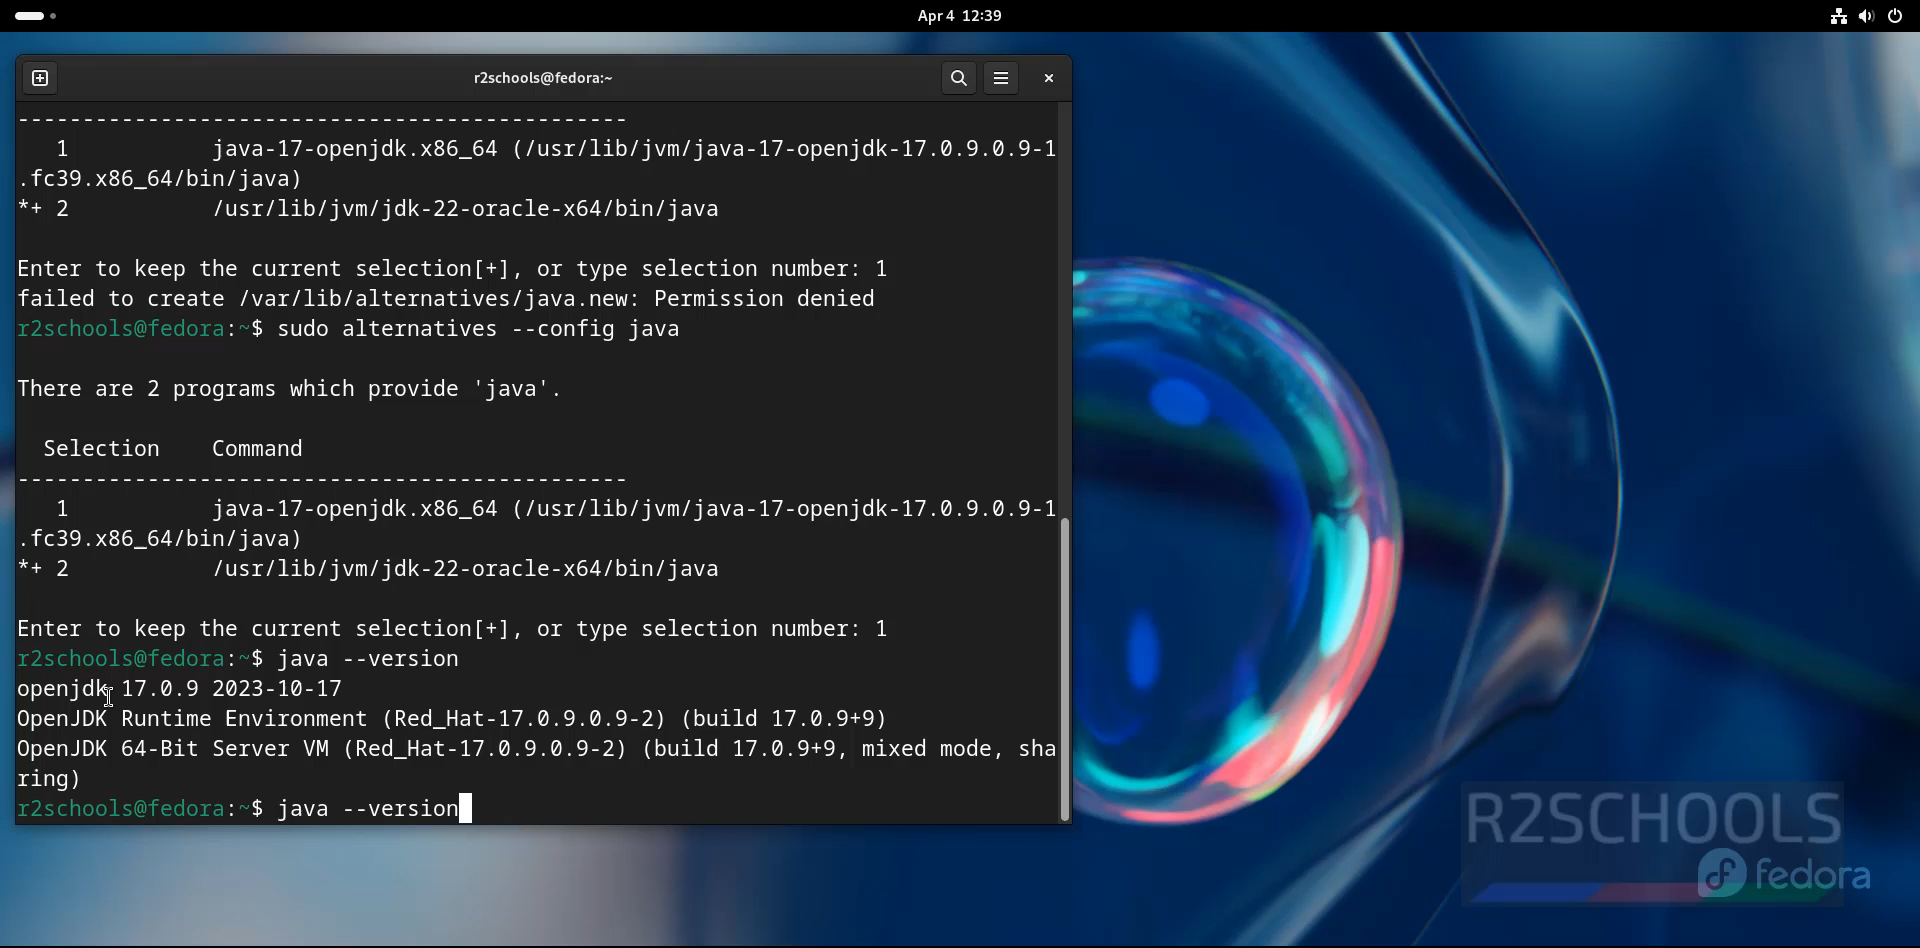 Apr 4 12:39
r2schools@fedora:~
-----------------------------------------------
1 java-17-openjdk.x86_64 (/usr/lib/jvm/java-17-openjdk-17.0.9.0.9-1
.fc39.x86_64/bin/java)
*+ 2 /usr/lib/jvm/jdk-22-oracle-x64/bin/java
Enter to keep the current selection[+], or type selection number: 1
failed to create /var/lib/alternatives/java.new: Permission denied
r2schools@fedora:~$ sudo alternatives --config java
There are 2 programs which provide 'java'.
Selection Command
-----------------------------------------------
1 java-17-openjdk.x86_64 (/usr/lib/jvm/java-17-openjdk-17.0.9.0.9-1
.fc39.x86_64/bin/java)
*+ 2 /usr/lib/jvm/jdk-22-oracle-x64/bin/java
Enter to keep the current selection[+], or type selection number: 1
r2schools@fedora:~$ java --version
openjdk 17.0.9 2023-10-17
OpenJDK Runtime Environment (Red_Hat-17.0.9.0.9-2) (build 17.0.9+9)
OpenJDK 64-Bit Server VM (Red_Hat-17.0.9.0.9-2) (build 17.0.9+9, mixed mode, sha
ring)
r2schools@fedora:~$ java --version
R2SCHOOLS
fedora